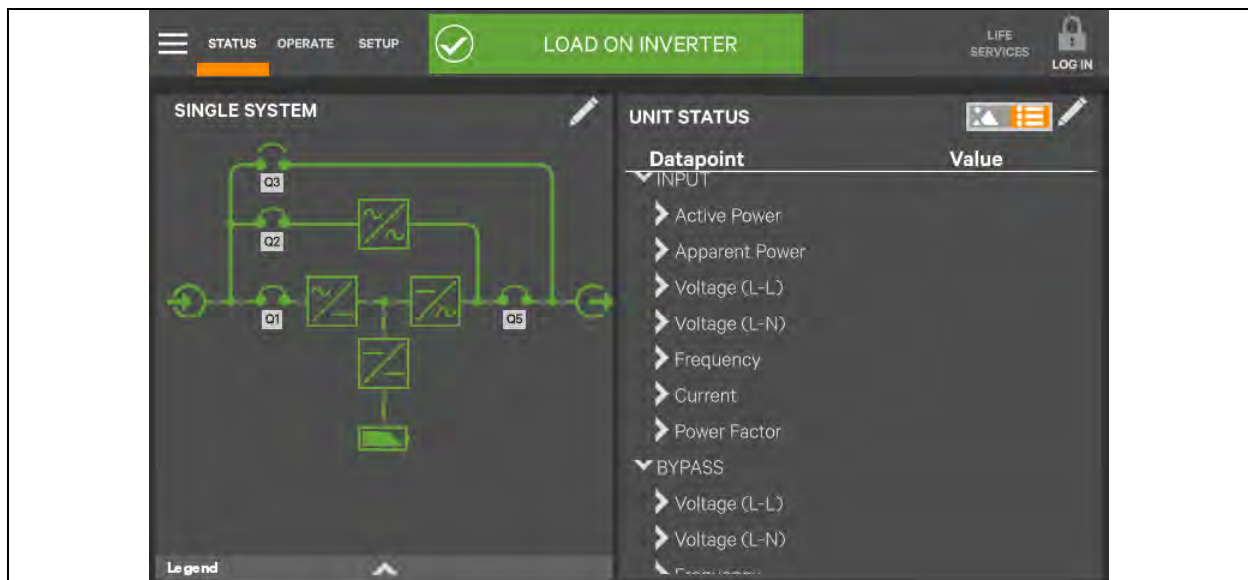 STATUS OPERATE SETUP LOAD ON INVERTER LIFE
SERVICES
LOG IN
SINGLE SYSTEM
Q3
Q2
Q1
Q5
Legend
UNIT STATUS
Datapoint Value
INPUT
Active Power
Apparent Power
Voltage (L-L)
Voltage (L-N)
Frequency
Current
Power Factor
BYPASS
Voltage (L-L)
Voltage (L-N)
Frequency